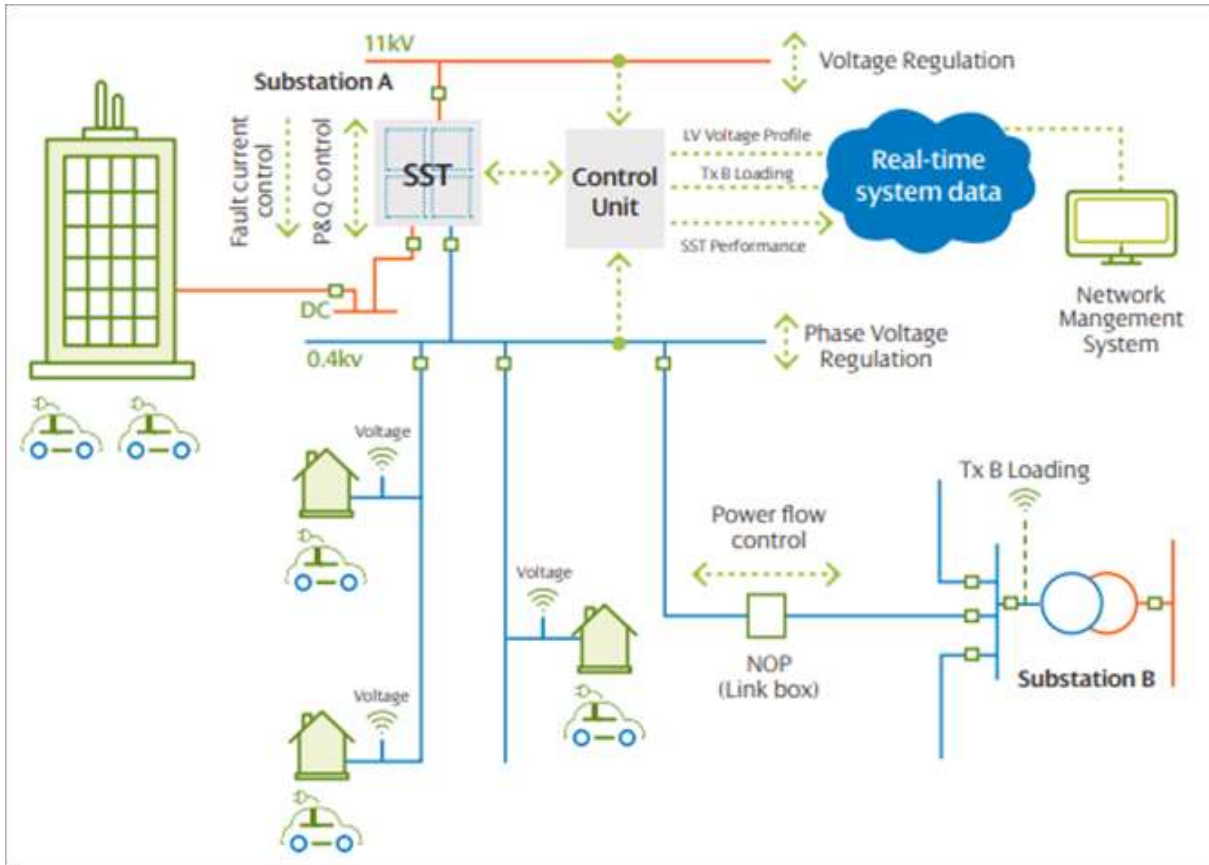 11kV
Voltage Regulation
Substation A
Fault current
control
P&Q Control
SST
Control
Unit
LV Voltage Profile
Tx B Loading
SST Performance
Real-time
system data
Network
Mangement
System
DC
0.4kv
Phase Voltage
Regulation
Voltage
Voltage
Voltage
Power flow
control
NOP
(Link box)
Tx B Loading
Substation B